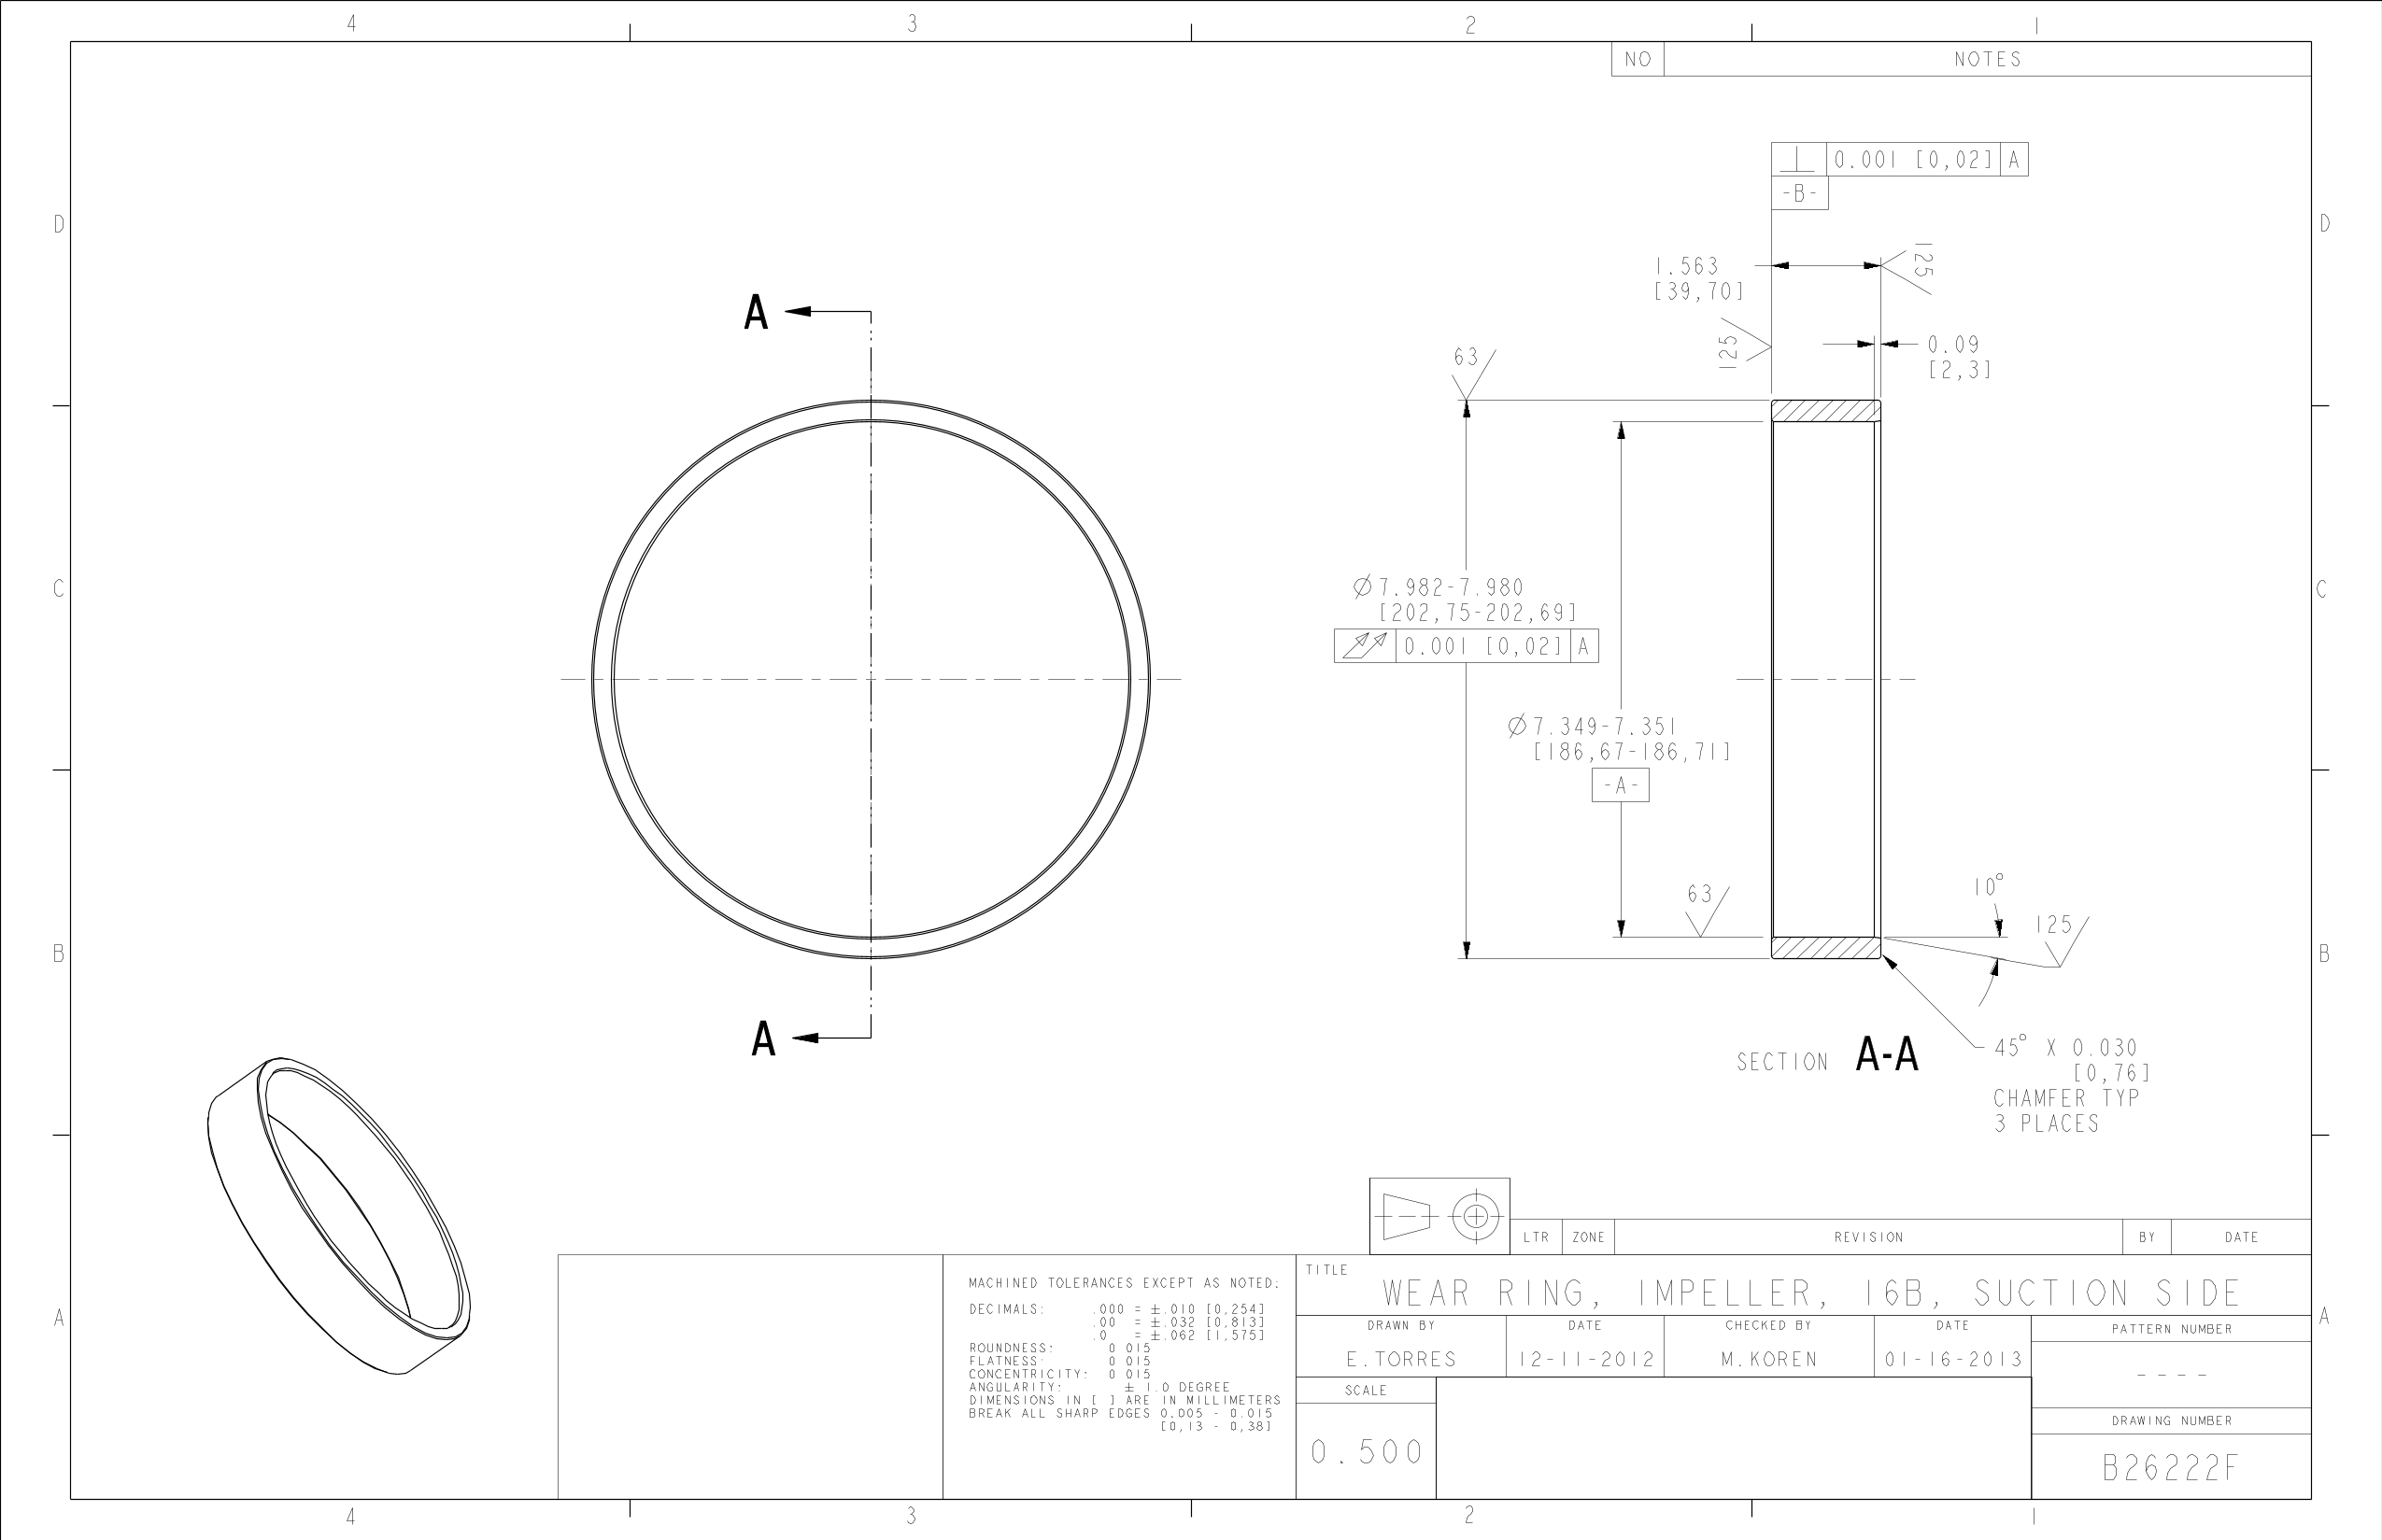 4 3 2 1
NO NOTES
⊥ 0.001 [0,02] A
-B-
D D
1.563
[39,70]
125
125
0.09
[2,3]
63
A
C C
Ø7.982-7.980
[202,75-202,69]
0.001 [0,02] A
Ø7.349-7.351
[186,67-186,71]
-A-
63
10°
125
B B
A
SECTION A-A
45° X 0.030
[0,76]
CHAMFER TYP
3 PLACES
LTR ZONE REVISION BY DATE
MACHINED TOLERANCES EXCEPT AS NOTED:
DECIMALS: .000 = ±.010 [0,254]
.00 = ±.032 [0,813]
.0 = ±.062 [1,575]
ROUNDNESS: 0.015
FLATNESS: 0.015
CONCENTRICITY: 0.015
ANGULARITY: ± 1.0 DEGREE
DIMENSIONS IN [ ] ARE IN MILLIMETERS
BREAK ALL SHARP EDGES 0.005 - 0.015
[0,13 - 0,38]
TITLE
WEAR RING, IMPELLER, 16B, SUCTION SIDE
A A
DRAWN BY DATE CHECKED BY DATE
E.TORRES 12-11-2012 M.KOREN 01-16-2013
PATTERN NUMBER
----
SCALE
0.500
DRAWING NUMBER
B26222F
4 3 2 1